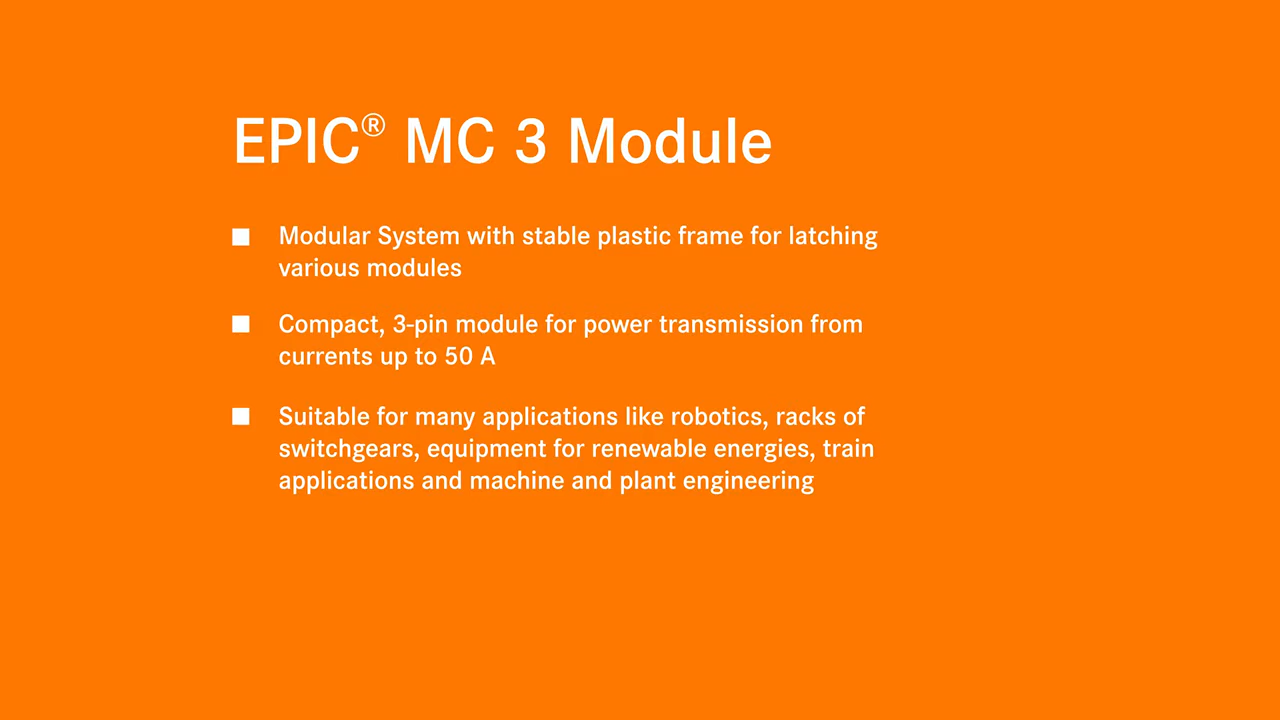 EPIC® MC 3 Module
Modular System with stable plastic frame for latching
various modules
Compact, 3-pin module for power transmission from
currents up to 50 A
Suitable for many applications like robotics, racks of
switchgears, equipment for renewable energies, train
applications and machine and plant engineering